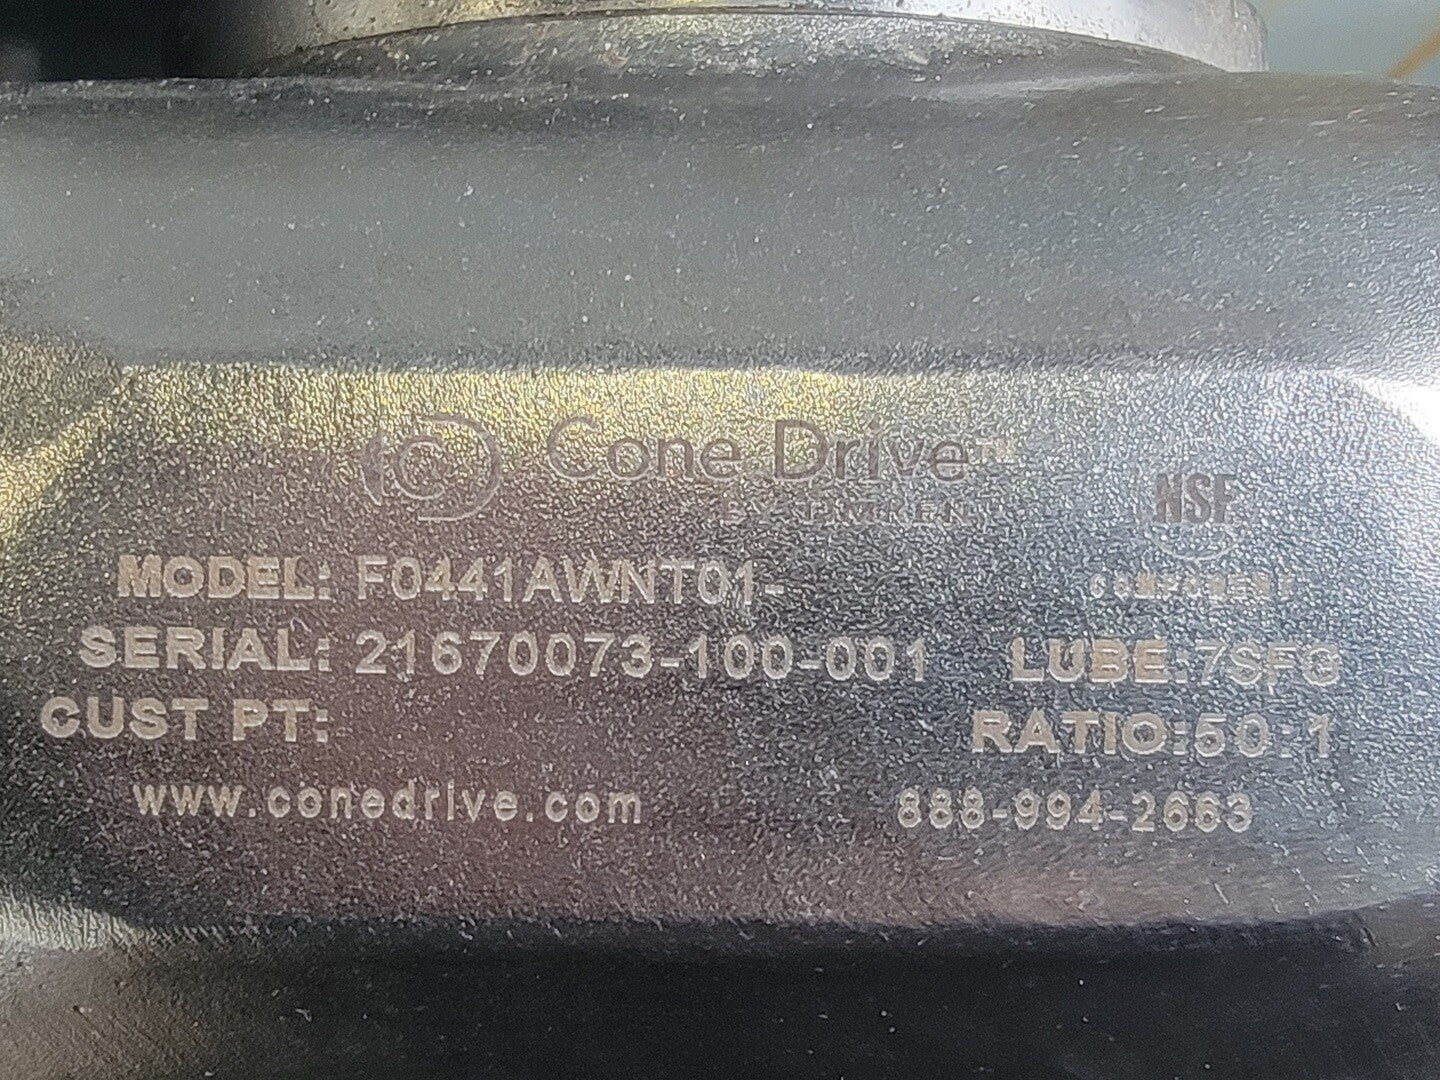 Cone Drive™
BY TIMKEN
NSF
COMPONENT
MODEL: F0441AWNT01-
SERIAL: 21670073-100-001 LUBE:7SFG
CUST PT: RATIO:50:1
www.conedrive.com 888-994-2663